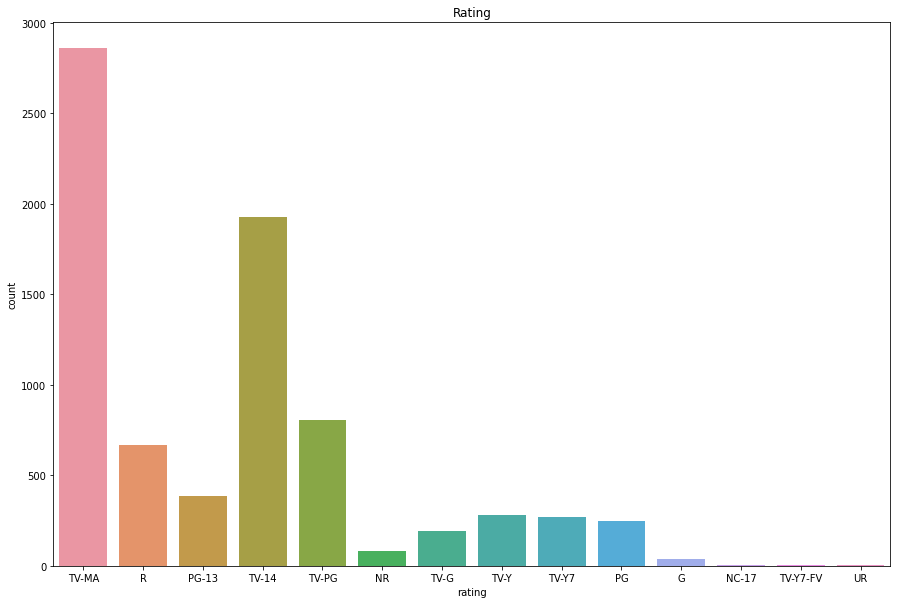 Rating
3000
2500
2000
1500
1000
500
0
count
TV-MA R PG-13 TV-14 TV-PG NR TV-G TV-Y TV-Y7 PG G NC-17 TV-Y7-FV UR
rating